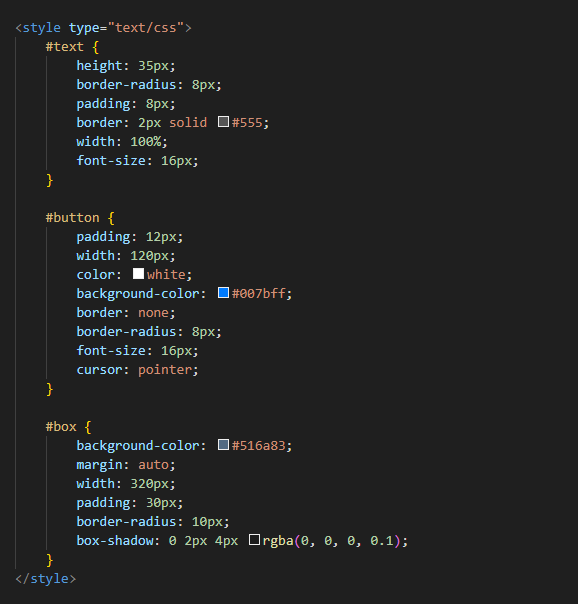 <style type="text/css">
#text {
height: 35px;
border-radius: 8px;
padding: 8px;
border: 2px solid #555;
width: 100%;
font-size: 16px;
}
#button {
padding: 12px;
width: 120px;
color: white;
background-color: #007bff;
border: none;
border-radius: 8px;
font-size: 16px;
cursor: pointer;
}
#box {
background-color: #516a83;
margin: auto;
width: 320px;
padding: 30px;
border-radius: 10px;
box-shadow: 0 2px 4px rgba(0, 0, 0, 0.1);
}
</style>